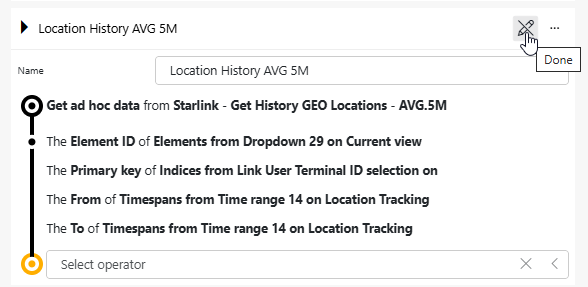 Location History AVG 5M
...
Done
Name
Location History AVG 5M
Get ad hoc data from Starlink - Get History GEO Locations - AVG.5M
The Element ID of Elements from Dropdown 29 on Current view
The Primary key of Indices from Link User Terminal ID selection on
The From of Timespans from Time range 14 on Location Tracking
The To of Timespans from Time range 14 on Location Tracking
Select operator